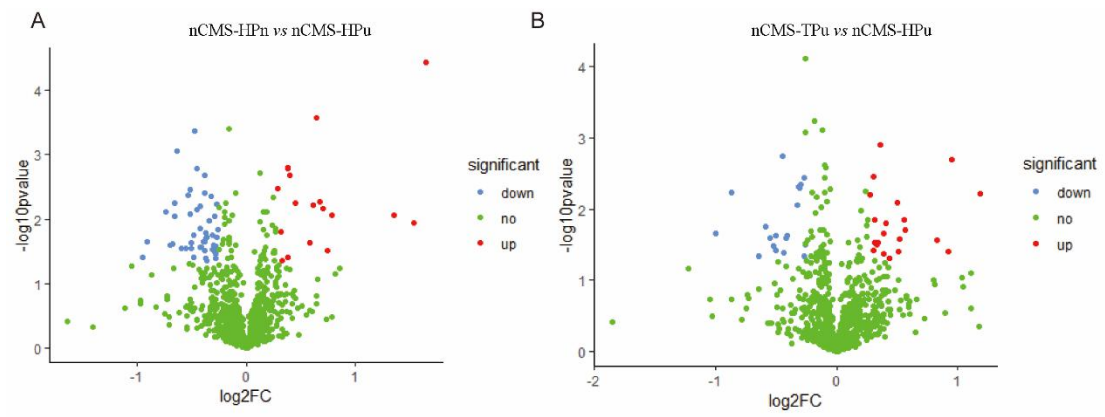 A
nCMS-HPn vs nCMS-HPu
4
3
2
1
0
-log10pvalue
-1
0
1
log2FC
significant
down
no
up
B
nCMS-TPu vs nCMS-HPu
4
3
2
1
0
-log10pvalue
-2
-1
0
1
log2FC
significant
down
no
up